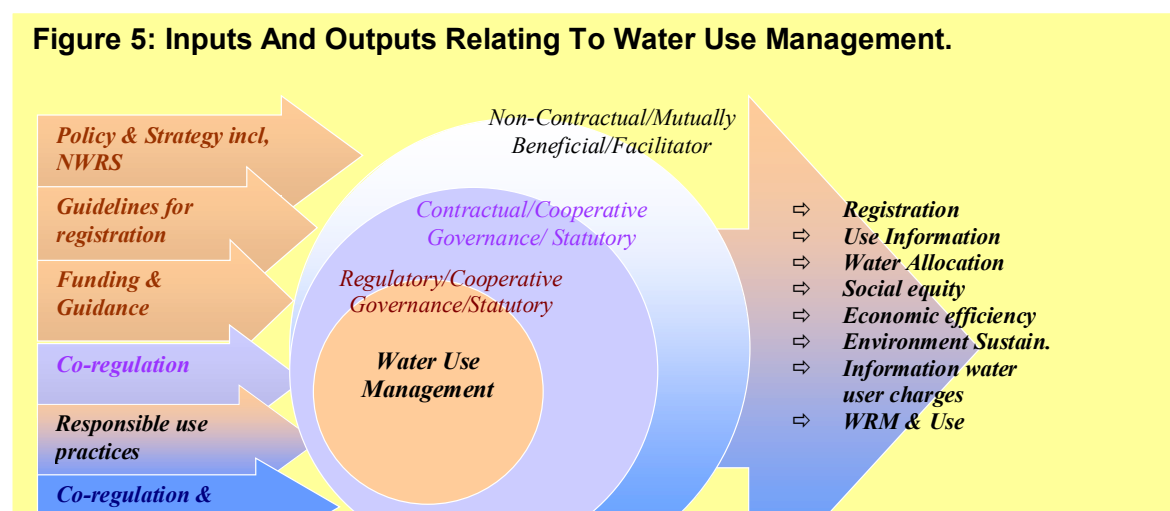 Figure 5: Inputs And Outputs Relating To Water Use Management.
Policy & Strategy incl,
NWRS
Guidelines for
registration
Funding &
Guidance
Co-regulation
Responsible use
practices
Co-regulation &
Non-Contractual/Mutually
Beneficial/Facilitator
Contractual/Cooperative
Governance/ Statutory
Regulatory/Cooperative
Governance/Statutory
Water Use
Management
⇨ Registration
⇨ Use Information
⇨ Water Allocation
⇨ Social equity
⇨ Economic efficiency
⇨ Environment Sustain.
⇨ Information water
user charges
⇨ WRM & Use